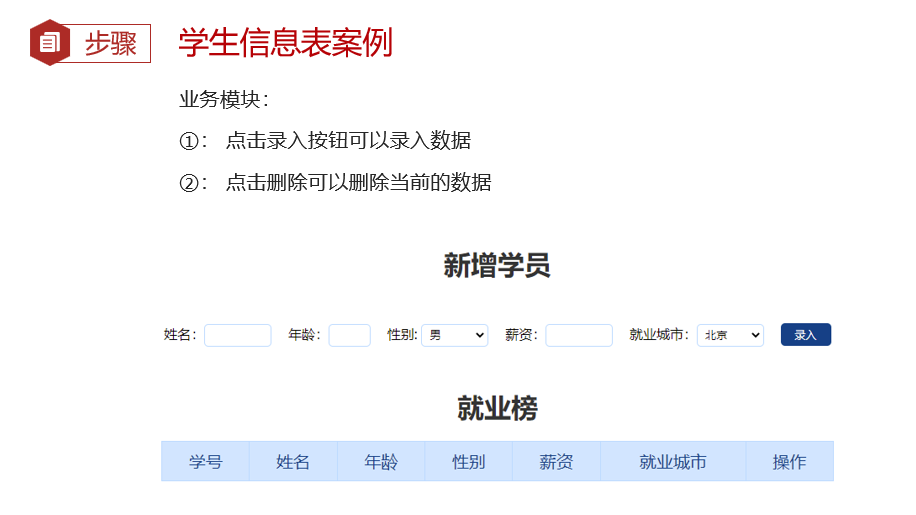 步骤
学生信息表案例
业务模块：
①： 点击录入按钮可以录入数据
②： 点击删除可以删除当前的数据
新增学员
姓名： 年龄： 性别: 男 薪资： 就业城市： 北京 录入
就业榜
学号 姓名 年龄 性别 薪资 就业城市 操作